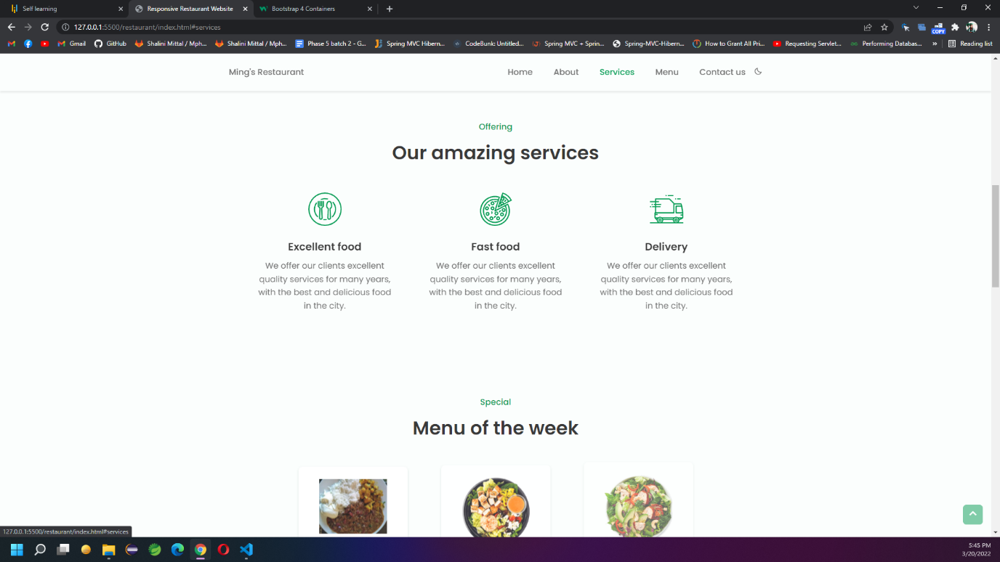 Self learning
Responsive Restaurant Website
Bootstrap 4 Containers
127.0.0.1:5500/restaurant/index.html#services
COPY
Gmail
GitHub
Shalini Mittal / Mph...
Shalini Mittal / Mph...
Phase 5 batch 2 - G...
Spring MVC Hibern...
CodeBunk: Untitled...
Spring MVC + Sprin...
Spring-MVC-Hibern...
How to Grant All Pri...
Requesting Servlet...
Performing Databas...
»
Reading list
Ming's Restaurant
Home
About
Services
Menu
Contact us
Offering
Our amazing services
Excellent food
We offer our clients excellent
quality services for many years,
with the best and delicious food
in the city.
Fast food
We offer our clients excellent
quality services for many years,
with the best and delicious food
in the city.
Delivery
We offer our clients excellent
quality services for many years,
with the best and delicious food
in the city.
Special
Menu of the week
127.0.0.1:5500/restaurant/index.html#services
5:45 PM
3/20/2022